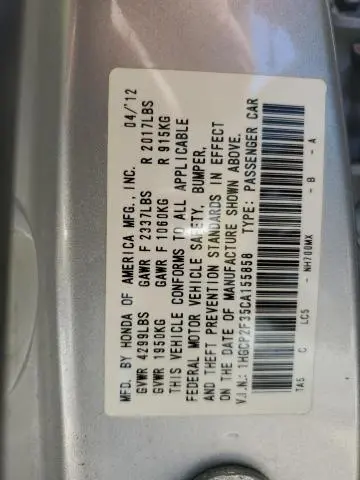 MFD. BY HONDA OF AMERICA MFG., INC. 04/'12
GVWR 4299LBS GAWR F 2337LBS R 2017LBS
GVWR 1950KG GAWR F 1060KG R 915KG
THIS VEHICLE CONFORMS TO ALL APPLICABLE
FEDERAL MOTOR VEHICLE SAFETY, BUMPER,
AND THEFT PREVENTION STANDARDS IN EFFECT
ON THE DATE OF MANUFACTURE SHOWN ABOVE.
V.I.N.: 1HGCP2F35CA155858 TYPE: PASSENGER CAR
TA5 C LC5 - NH700MX - B - A